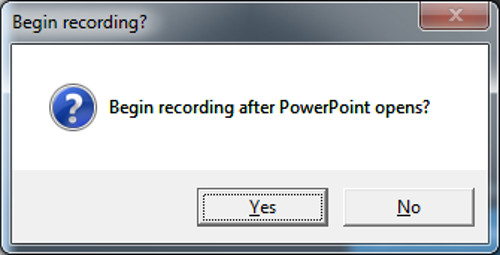 Begin recording?
Begin recording after PowerPoint opens?
Yes
No